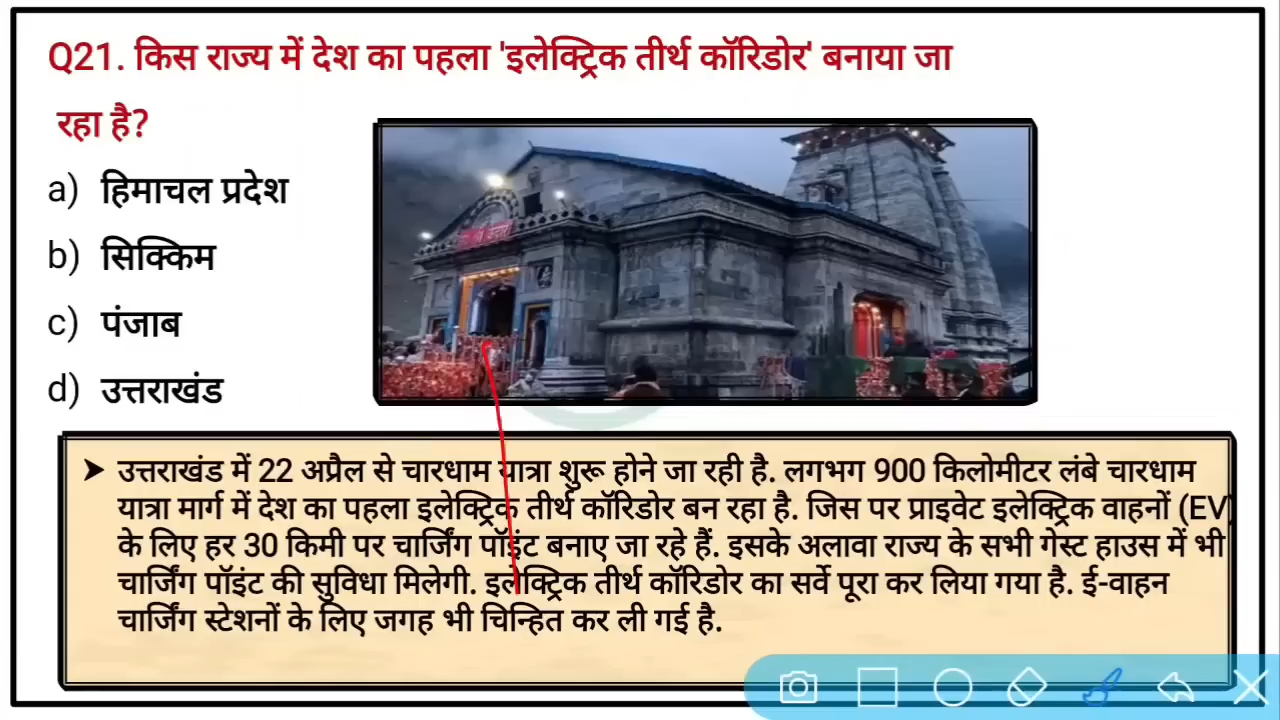 Q21. किस राज्य में देश का पहला 'इलेक्ट्रिक तीर्थ कॉरिडोर' बनाया जा
रहा है?
a) हिमाचल प्रदेश
b) सिक्किम
c) पंजाब
d) उत्तराखंड
➤ उत्तराखंड में 22 अप्रैल से चारधाम यात्रा शुरू होने जा रही है. लगभग 900 किलोमीटर लंबे चारधाम
यात्रा मार्ग में देश का पहला इलेक्ट्रिक तीर्थ कॉरिडोर बन रहा है. जिस पर प्राइवेट इलेक्ट्रिक वाहनों (EV)
के लिए हर 30 किमी पर चार्जिंग पॉइंट बनाए जा रहे हैं. इसके अलावा राज्य के सभी गेस्ट हाउस में भी
चार्जिंग पॉइंट की सुविधा मिलेगी. इलेक्ट्रिक तीर्थ कॉरिडोर का सर्वे पूरा कर लिया गया है. ई-वाहन
चार्जिंग स्टेशनों के लिए जगह भी चिन्हित कर ली गई है.